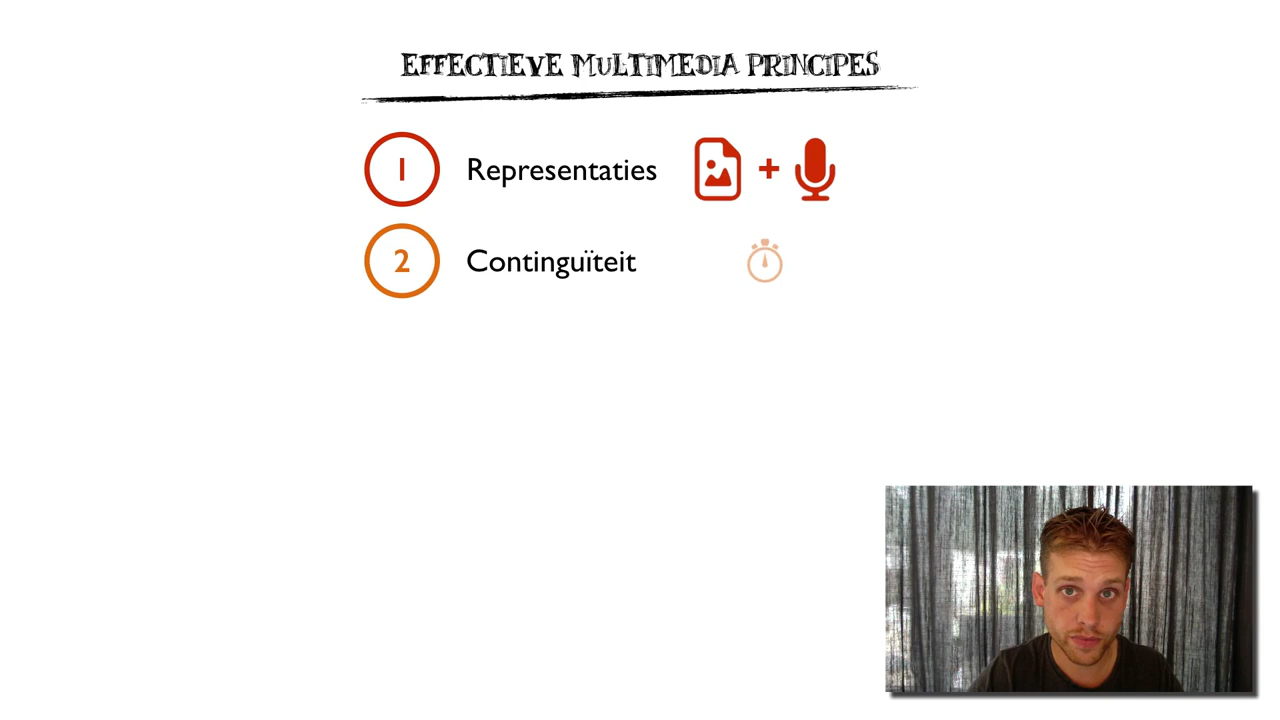 EFFECTIEVE MULTIMEDIA PRINCIPES
1 Representaties +
2 Continguïteit